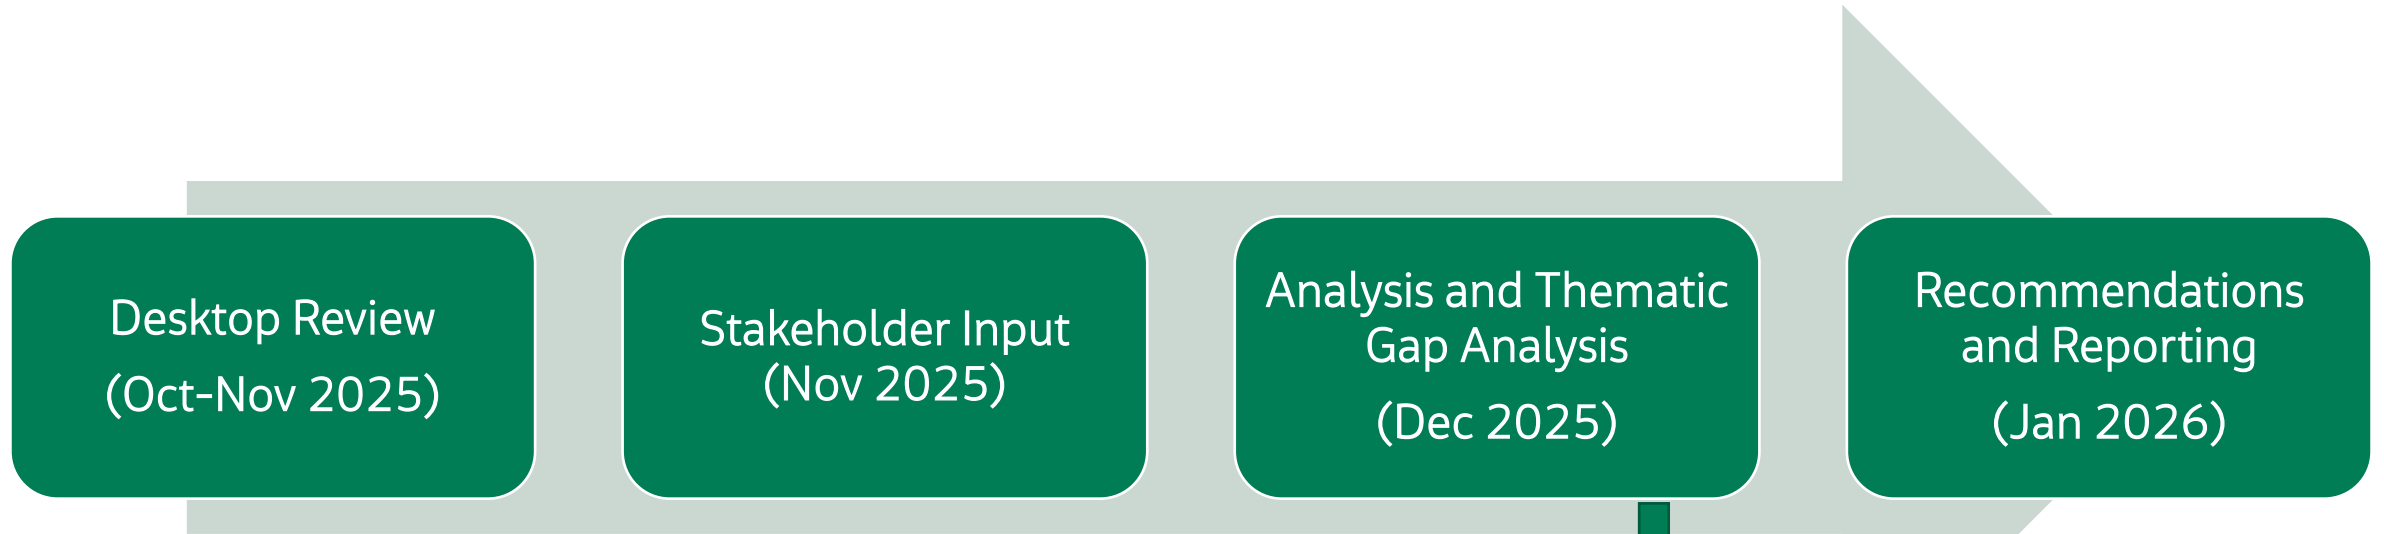 Desktop Review
(Oct-Nov 2025)
Stakeholder Input
(Nov 2025)
Analysis and Thematic
Gap Analysis
(Dec 2025)
Recommendations
and Reporting
(Jan 2026)